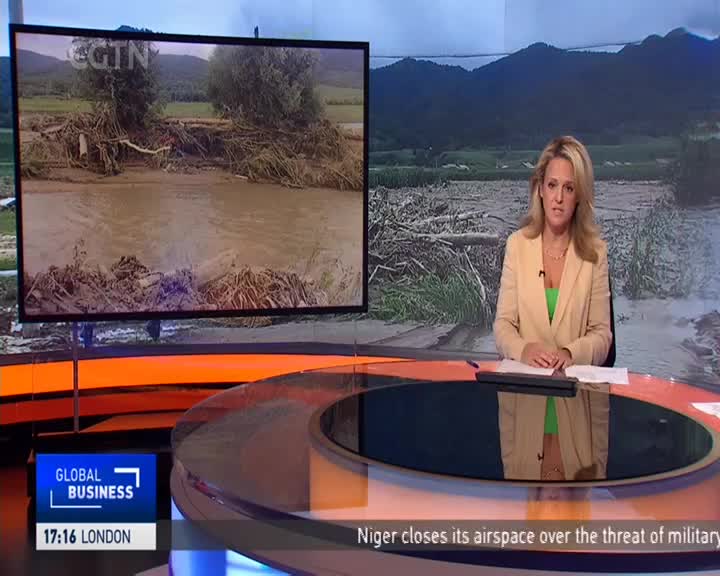 CGTN
GLOBAL
BUSINESS
17:16 LONDON
Niger closes its airspace over the threat of military